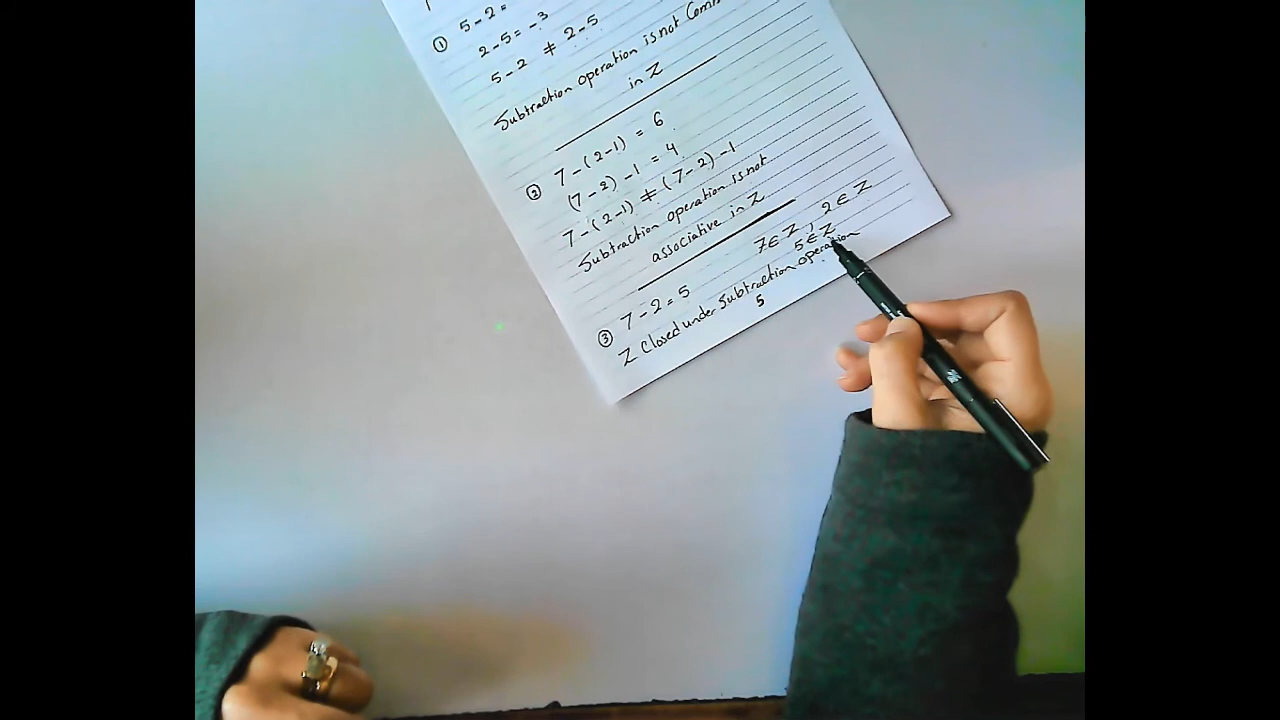 ① 5-2=
2-5=-3
5-2 ≠ 2-5
Subtraction operation is not
in Z
② 7-(2-1) = 6
(7-2)-1 = 4
7-(2-1) ≠ (7-2)-1
Subtraction operation is not
associative in Z
③ 7-2=5 7∈Z, 2∈Z
5∈Z
Z Closed under Subtraction operation
5